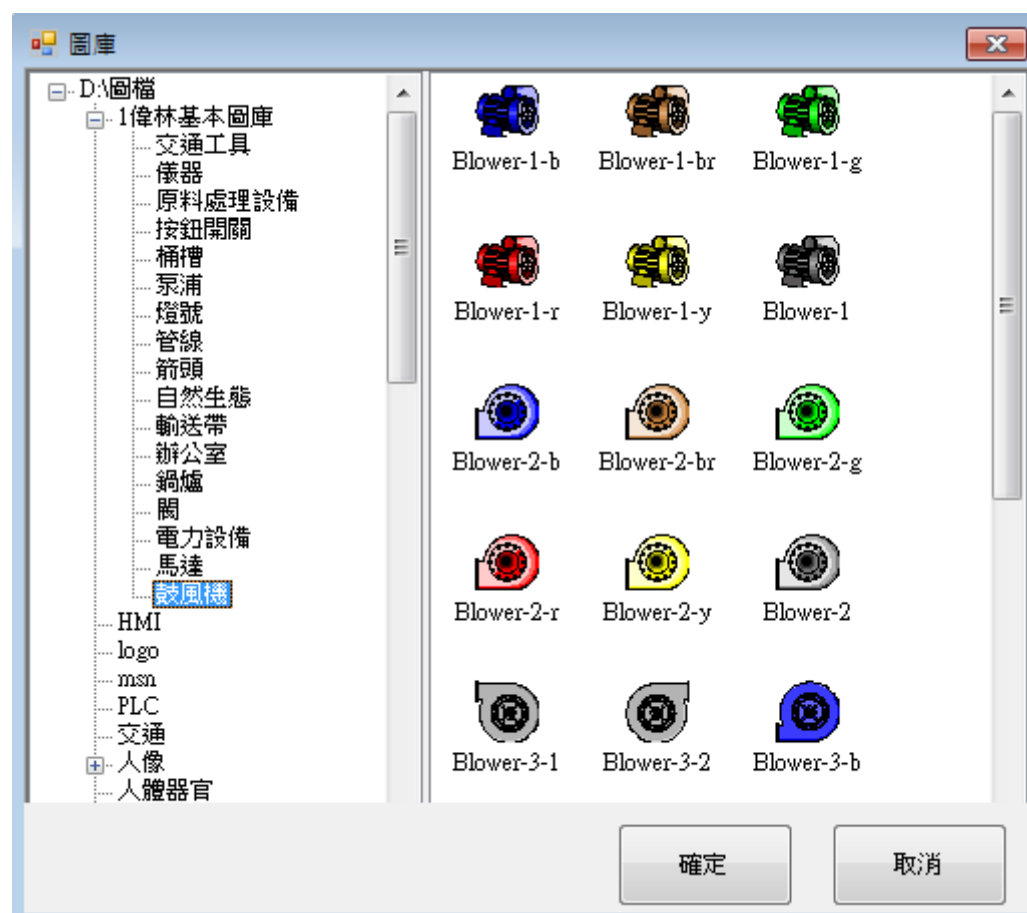 圖庫
D:\圖檔
1偉林基本圖庫
交通工具
儀器
原料處理設備
按鈕開關
桶槽
泵浦
燈號
管線
箭頭
自然生態
輸送帶
辦公室
鍋爐
閥
電力設備
馬達
鼓風機
HMI
logo
msn
PLC
交通
人像
人體器官
Blower-1-b Blower-1-br Blower-1-g
Blower-1-r Blower-1-y Blower-1
Blower-2-b Blower-2-br Blower-2-g
Blower-2-r Blower-2-y Blower-2
Blower-3-1 Blower-3-2 Blower-3-b
確定 取消